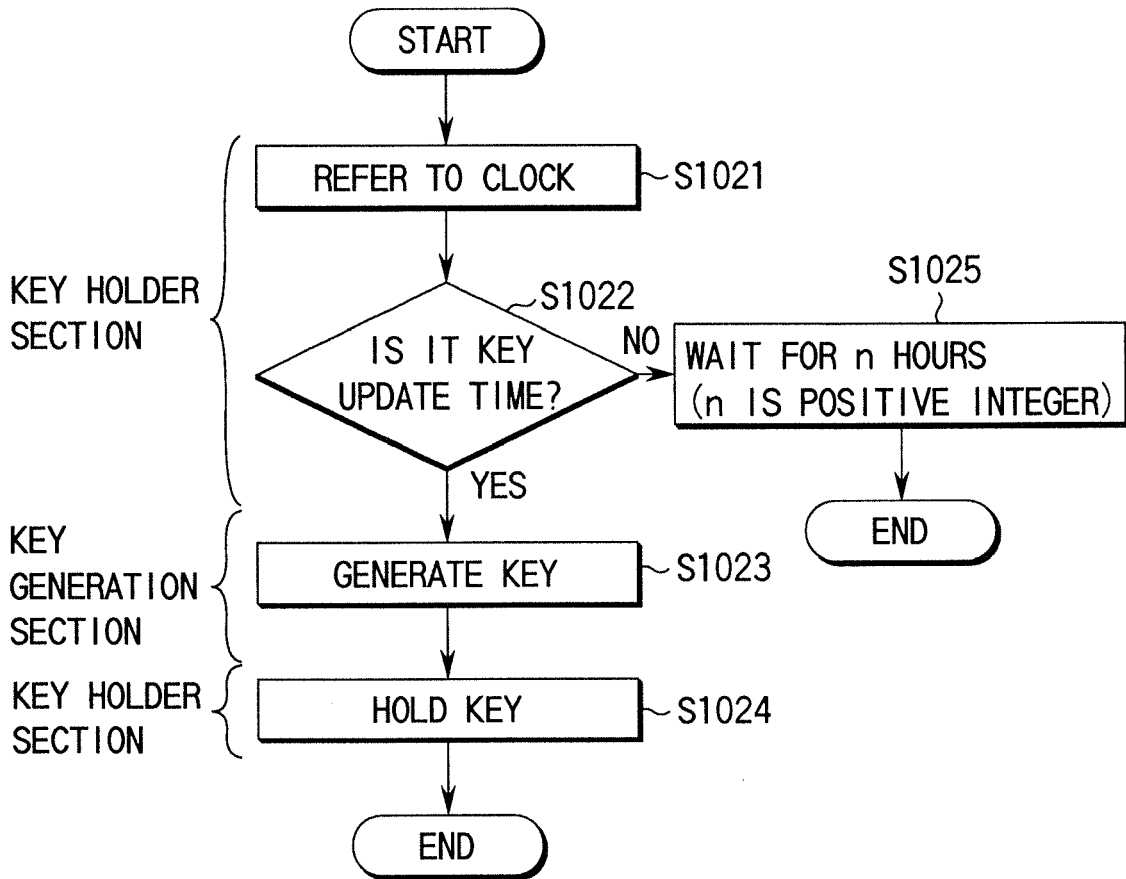 START
REFER TO CLOCK
S1021
KEY HOLDER
SECTION
S1022
IS IT KEY
UPDATE TIME?
NO
YES
S1025
WAIT FOR n HOURS
(n IS POSITIVE INTEGER)
END
KEY
GENERATION
SECTION
GENERATE KEY
S1023
KEY HOLDER
SECTION
HOLD KEY
S1024
END